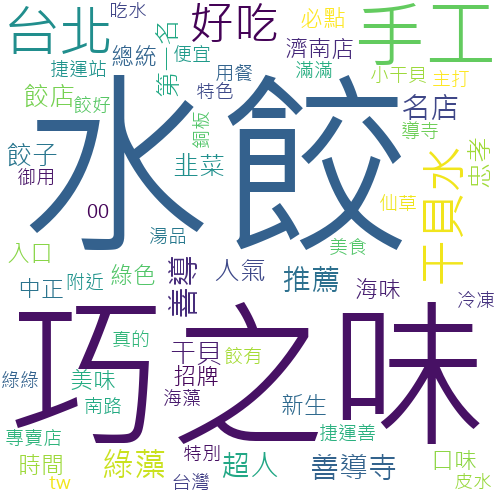 吃水
台北
好吃
必點
手工
第一名
總統
便宜
濟南店
捷運站
用餐
滿滿
小干貝
主打
餃店
餃好
特色
名店
水餃
銅板
導寺
餃子
韭菜
忠孝
御用
干貝水
00
仙草
湯品
美食
入口
善導
人氣
推薦
綠色
中正
附近
海味
冷凍
巧之味
真的
干貝
餃有
綠綠
美味
招牌
南路
海藻
新生
專賣店
捷運善
時間
綠藻
特別
超人
善導寺
口味
tw
台灣
皮水